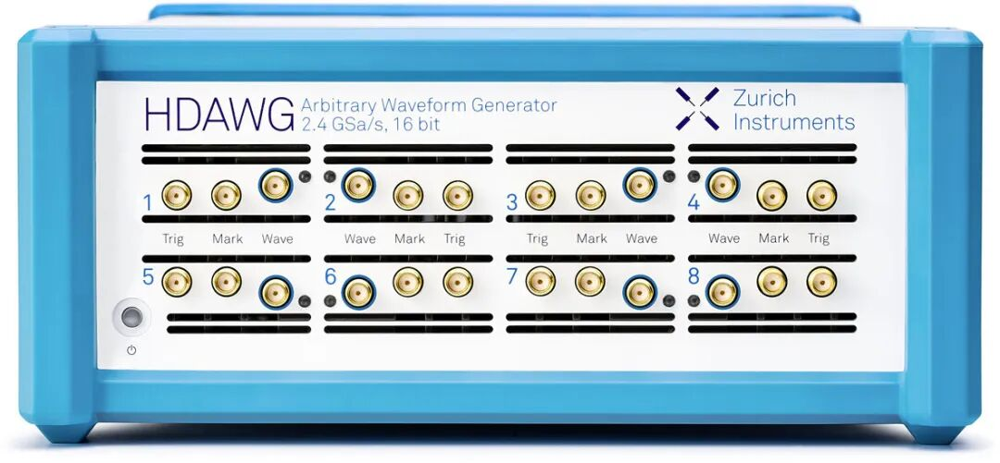 HDAWG
Arbitrary Waveform Generator
2.4 GSa/s, 16 bit
Zurich
Instruments
1 2 3 4
Trig Mark Wave Wave Mark Trig Trig Mark Wave Wave Mark Trig
5 6 7 8